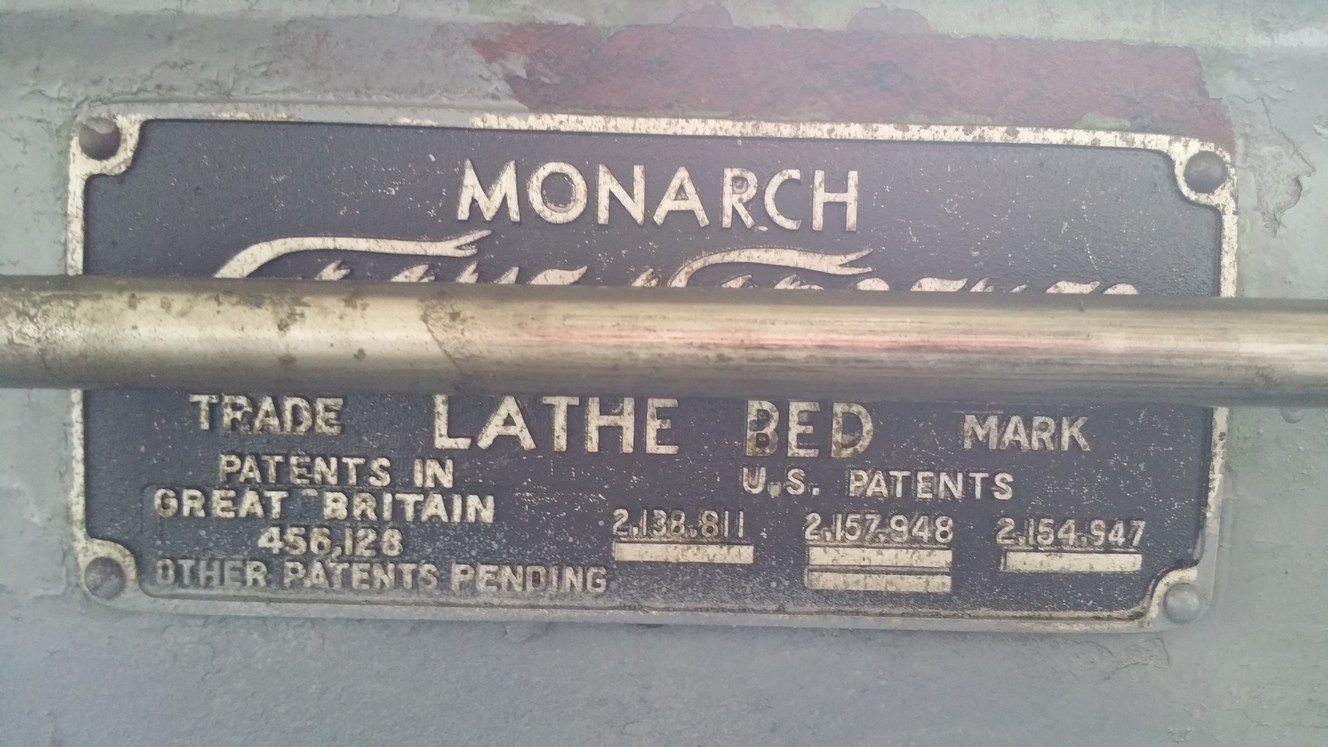 MONARCH
TRADE LATHE BED MARK
PATENTS IN
GREAT BRITAIN
456,128
OTHER PATENTS PENDING
U.S. PATENTS
2,138,811 2,157,948 2,154,947